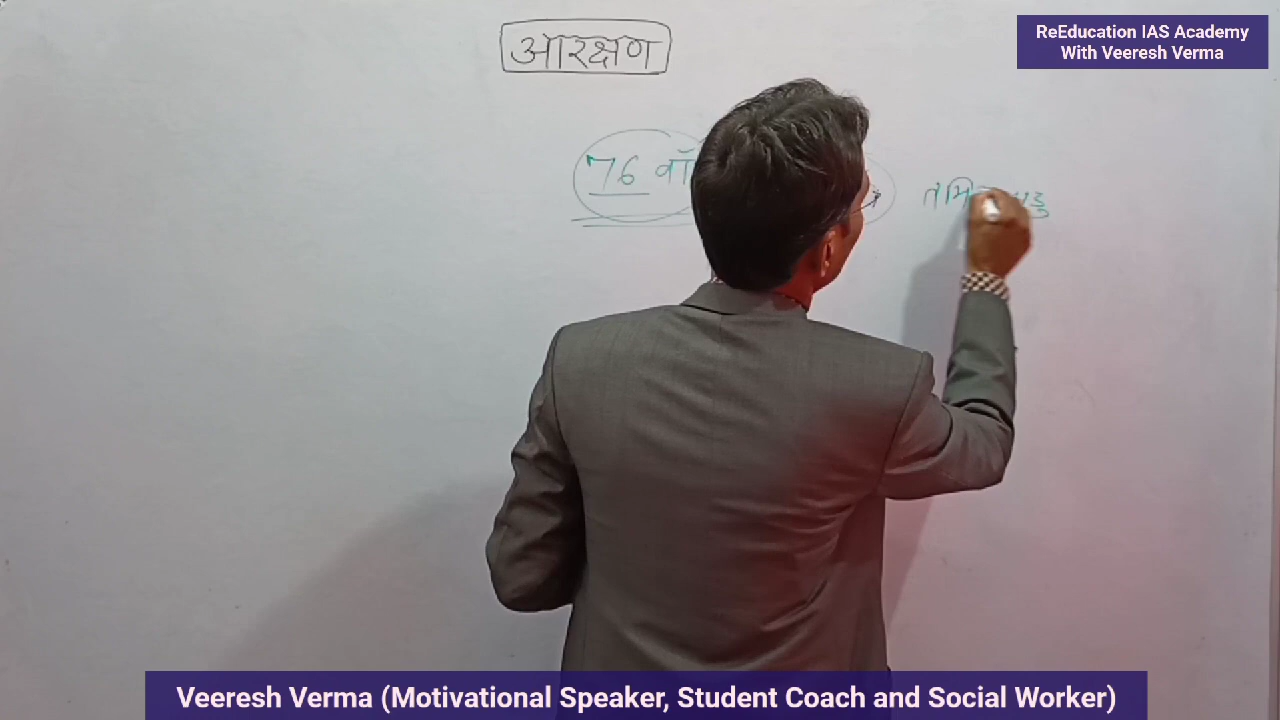 आरक्षण
ReEducation IAS Academy
With Veeresh Verma
76 वाँ
Veeresh Verma (Motivational Speaker, Student Coach and Social Worker)